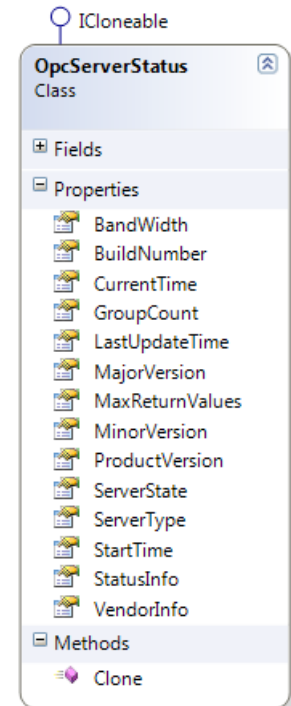 ICloneable
OpcServerStatus
Class
Fields
Properties
BandWidth
BuildNumber
CurrentTime
GroupCount
LastUpdateTime
MajorVersion
MaxReturnValues
MinorVersion
ProductVersion
ServerState
ServerType
StartTime
StatusInfo
VendorInfo
Methods
Clone